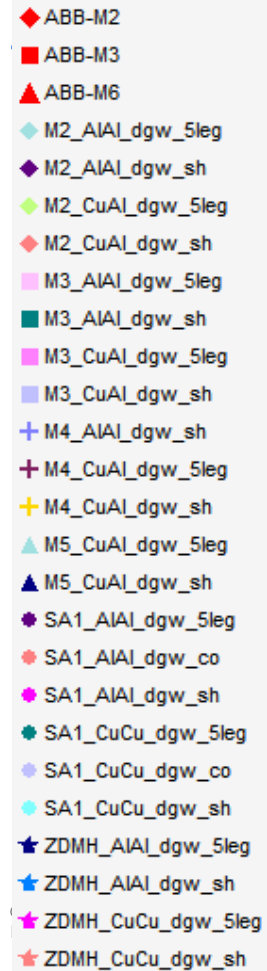 ABB-M2
ABB-M3
ABB-M6
M2_AlAl_dgw_5leg
M2_AlAl_dgw_sh
M2_CuAl_dgw_5leg
M2_CuAl_dgw_sh
M3_AlAl_dgw_5leg
M3_AlAl_dgw_sh
M3_CuAl_dgw_5leg
M3_CuAl_dgw_sh
M4_AlAl_dgw_sh
M4_CuAl_dgw_5leg
M4_CuAl_dgw_sh
M5_CuAl_dgw_5leg
M5_CuAl_dgw_sh
SA1_AlAl_dgw_5leg
SA1_AlAl_dgw_co
SA1_AlAl_dgw_sh
SA1_CuCu_dgw_5leg
SA1_CuCu_dgw_co
SA1_CuCu_dgw_sh
ZDMH_AlAl_dgw_5leg
ZDMH_AlAl_dgw_sh
ZDMH_CuCu_dgw_5leg
ZDMH_CuCu_dgw_sh